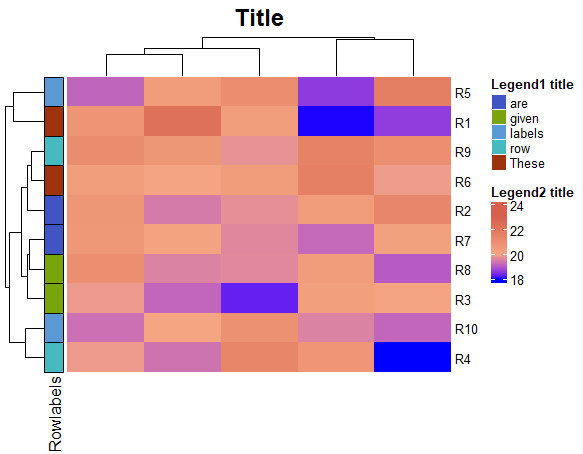 Title
R5
R1
R9
R6
R2
R7
R8
R3
R10
R4
Rowlabels
Legend1 title
are
given
labels
row
These
Legend2 title
24
22
20
18